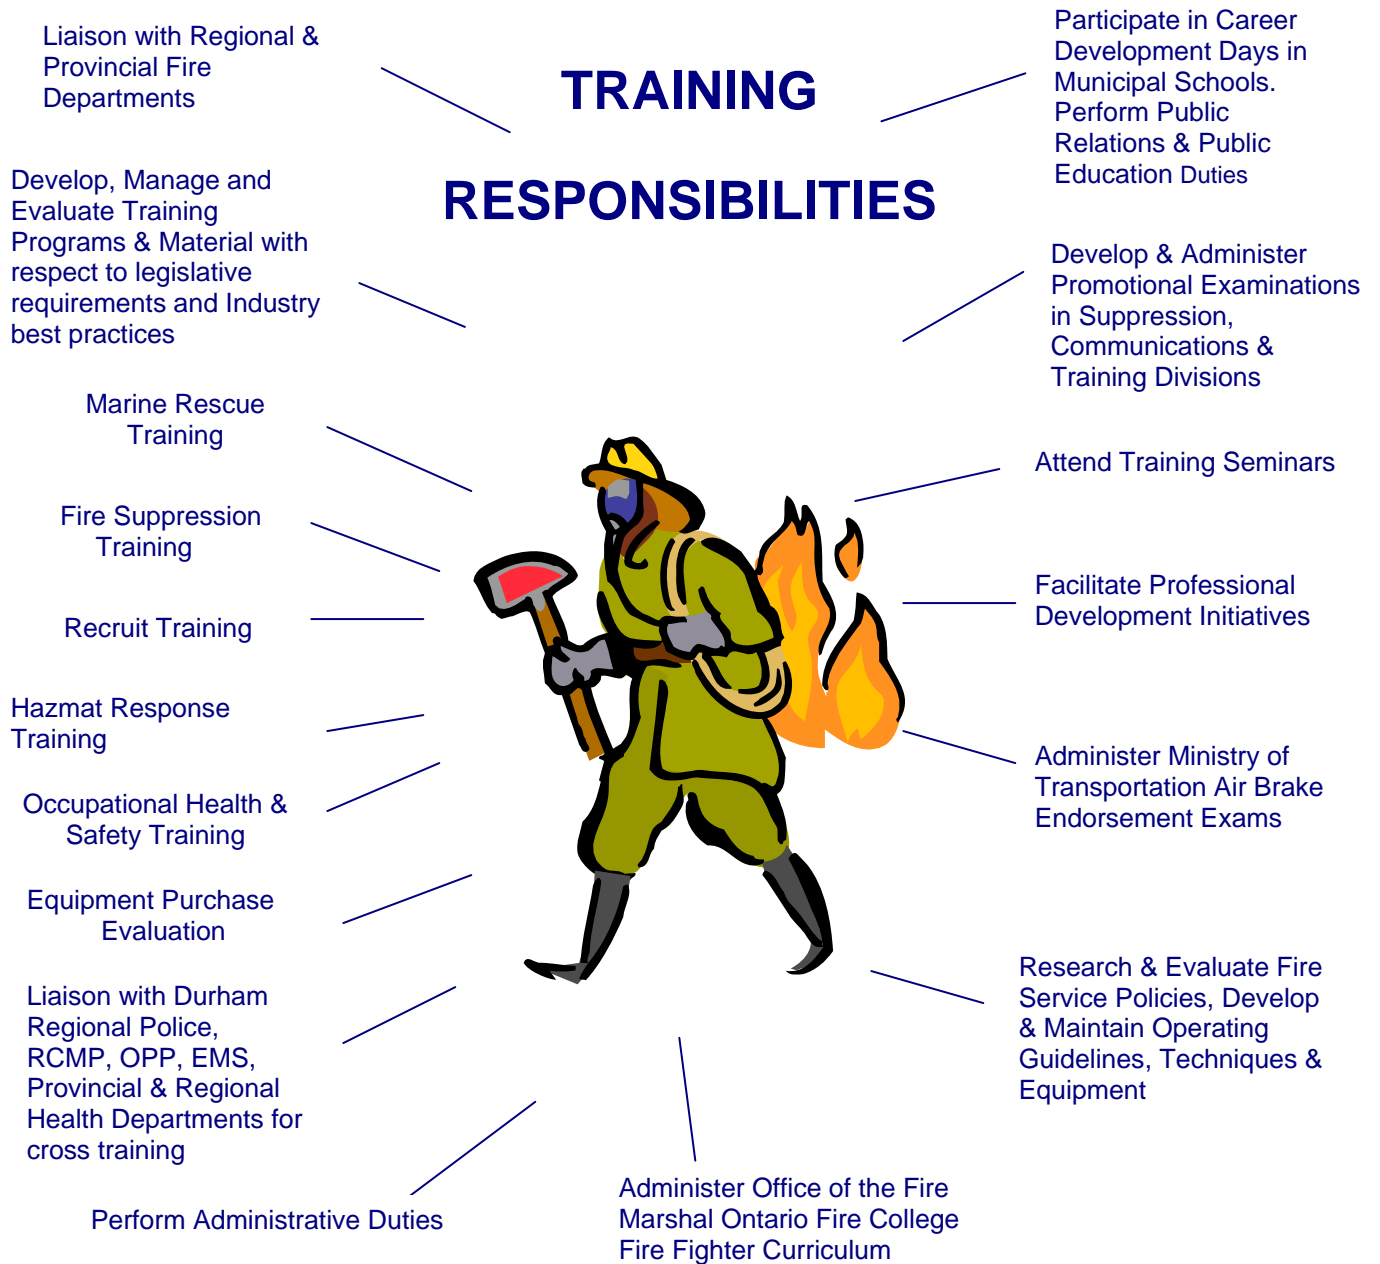 TRAINING
RESPONSIBILITIES
Liaison with Regional &
Provincial Fire
Departments
Develop, Manage and
Evaluate Training
Programs & Material with
respect to legislative
requirements and Industry
best practices
Marine Rescue
Training
Fire Suppression
Training
Recruit Training
Hazmat Response
Training
Occupational Health &
Safety Training
Equipment Purchase
Evaluation
Liaison with Durham
Regional Police,
RCMP, OPP, EMS,
Provincial & Regional
Health Departments for
cross training
Perform Administrative Duties
Administer Office of the Fire
Marshal Ontario Fire College
Fire Fighter Curriculum
Participate in Career
Development Days in
Municipal Schools.
Perform Public
Relations & Public
Education Duties
Develop & Administer
Promotional Examinations
in Suppression,
Communications &
Training Divisions
Attend Training Seminars
Facilitate Professional
Development Initiatives
Administer Ministry of
Transportation Air Brake
Endorsement Exams
Research & Evaluate Fire
Service Policies, Develop
& Maintain Operating
Guidelines, Techniques &
Equipment